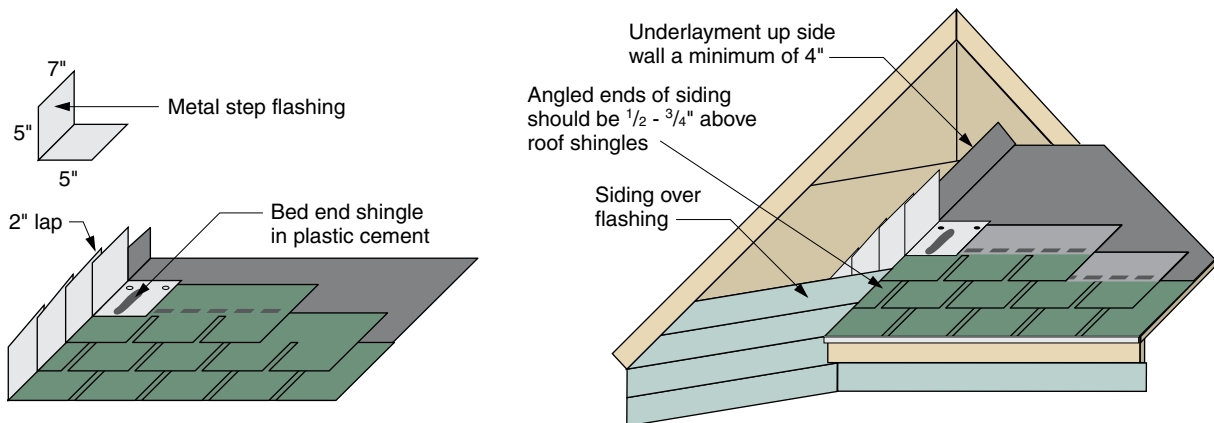 7"
5"
5"
Metal step flashing
2" lap
Bed end shingle
in plastic cement
Underlayment up side
wall a minimum of 4"
Angled ends of siding
should be 1/2 - 3/4" above
roof shingles
Siding over
flashing